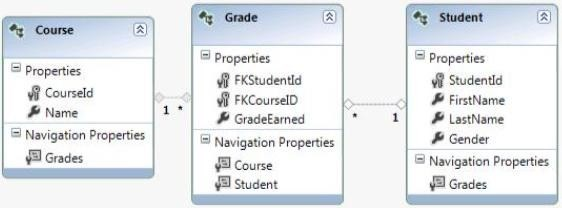 Course
Properties
CourseId
Name
Navigation Properties
Grades
1 *
Grade
Properties
FKStudentId
FKCourseID
GradeEarned
Navigation Properties
Course
Student
* 1
Student
Properties
StudentId
FirstName
LastName
Gender
Navigation Properties
Grades